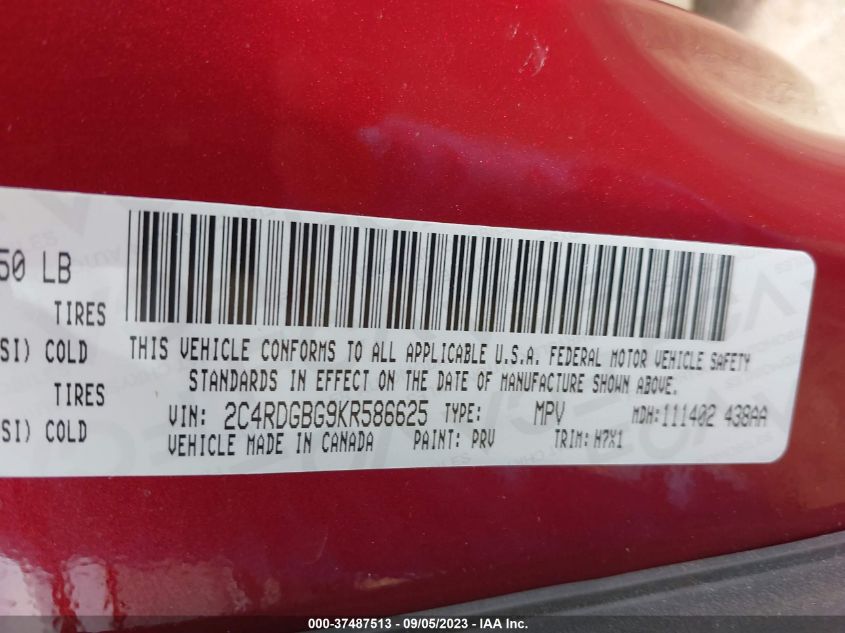 50 LB
TIRES
SI) COLD
TIRES
SI) COLD
THIS VEHICLE CONFORMS TO ALL APPLICABLE U.S.A. FEDERAL MOTOR VEHICLE SAFETY
STANDARDS IN EFFECT ON THE DATE OF MANUFACTURE SHOWN ABOVE.
VIN: 2C4RDGBG9KR586625 TYPE: MPV MDH:111402 438AA
VEHICLE MADE IN CANADA PAINT: PRV TRIM: H7X1
000-37487513 - 09/05/2023 - IAA Inc.